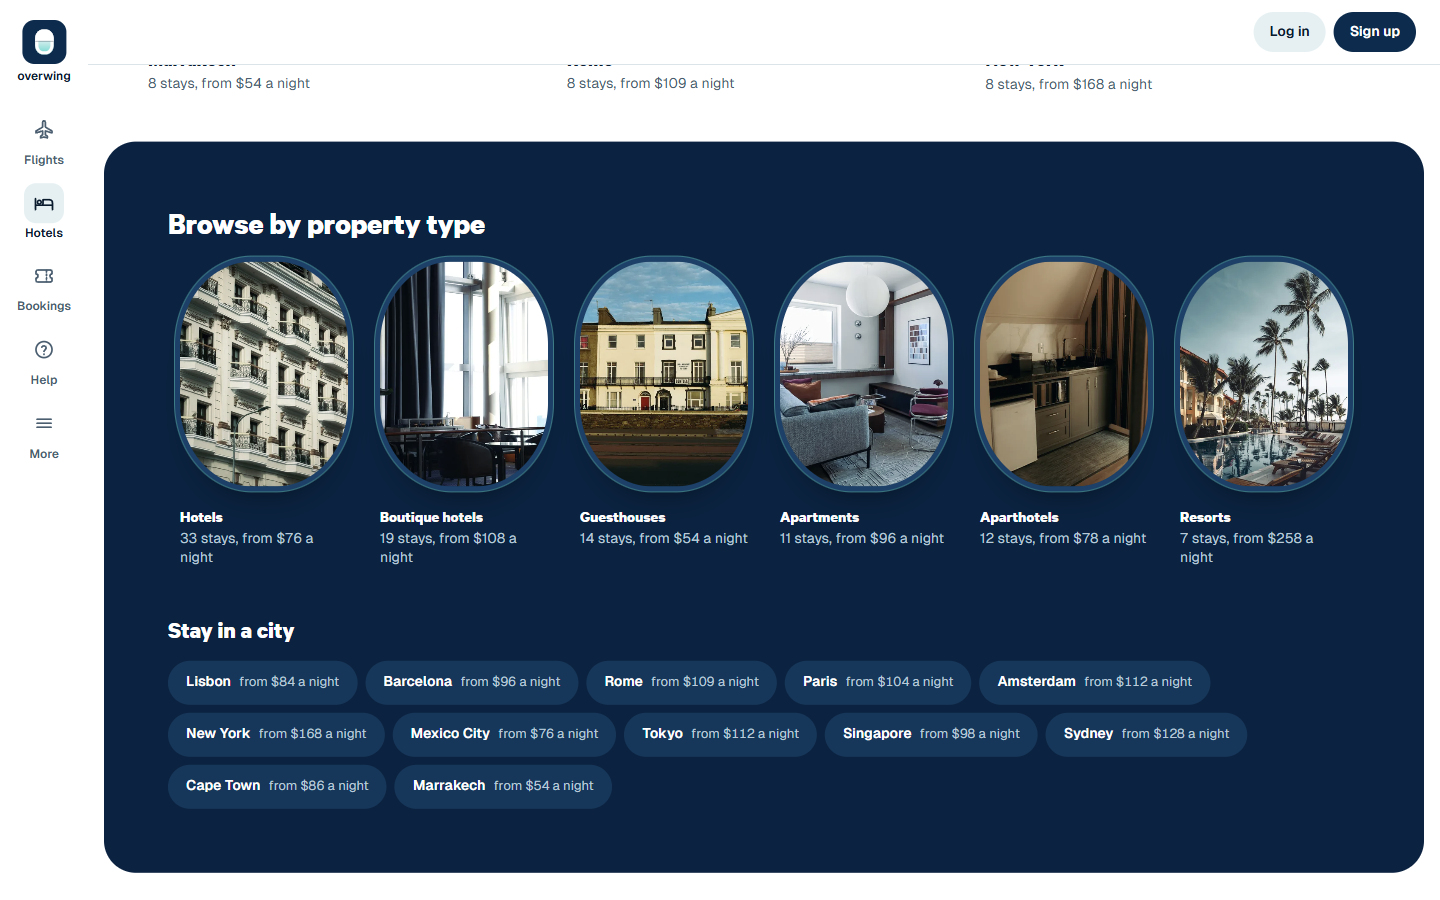 overwing
Log in
Sign up
8 stays, from $54 a night
8 stays, from $109 a night
8 stays, from $168 a night
Flights
Hotels
Bookings
Help
More
Browse by property type
Hotels
33 stays, from $76 a
night
Boutique hotels
19 stays, from $108 a
night
Guesthouses
14 stays, from $54 a night
Apartments
11 stays, from $96 a night
Aparthotels
12 stays, from $78 a night
Resorts
7 stays, from $258 a
night
Stay in a city
Lisbon from $84 a night
Barcelona from $96 a night
Rome from $109 a night
Paris from $104 a night
Amsterdam from $112 a night
New York from $168 a night
Mexico City from $76 a night
Tokyo from $112 a night
Singapore from $98 a night
Sydney from $128 a night
Cape Town from $86 a night
Marrakech from $54 a night